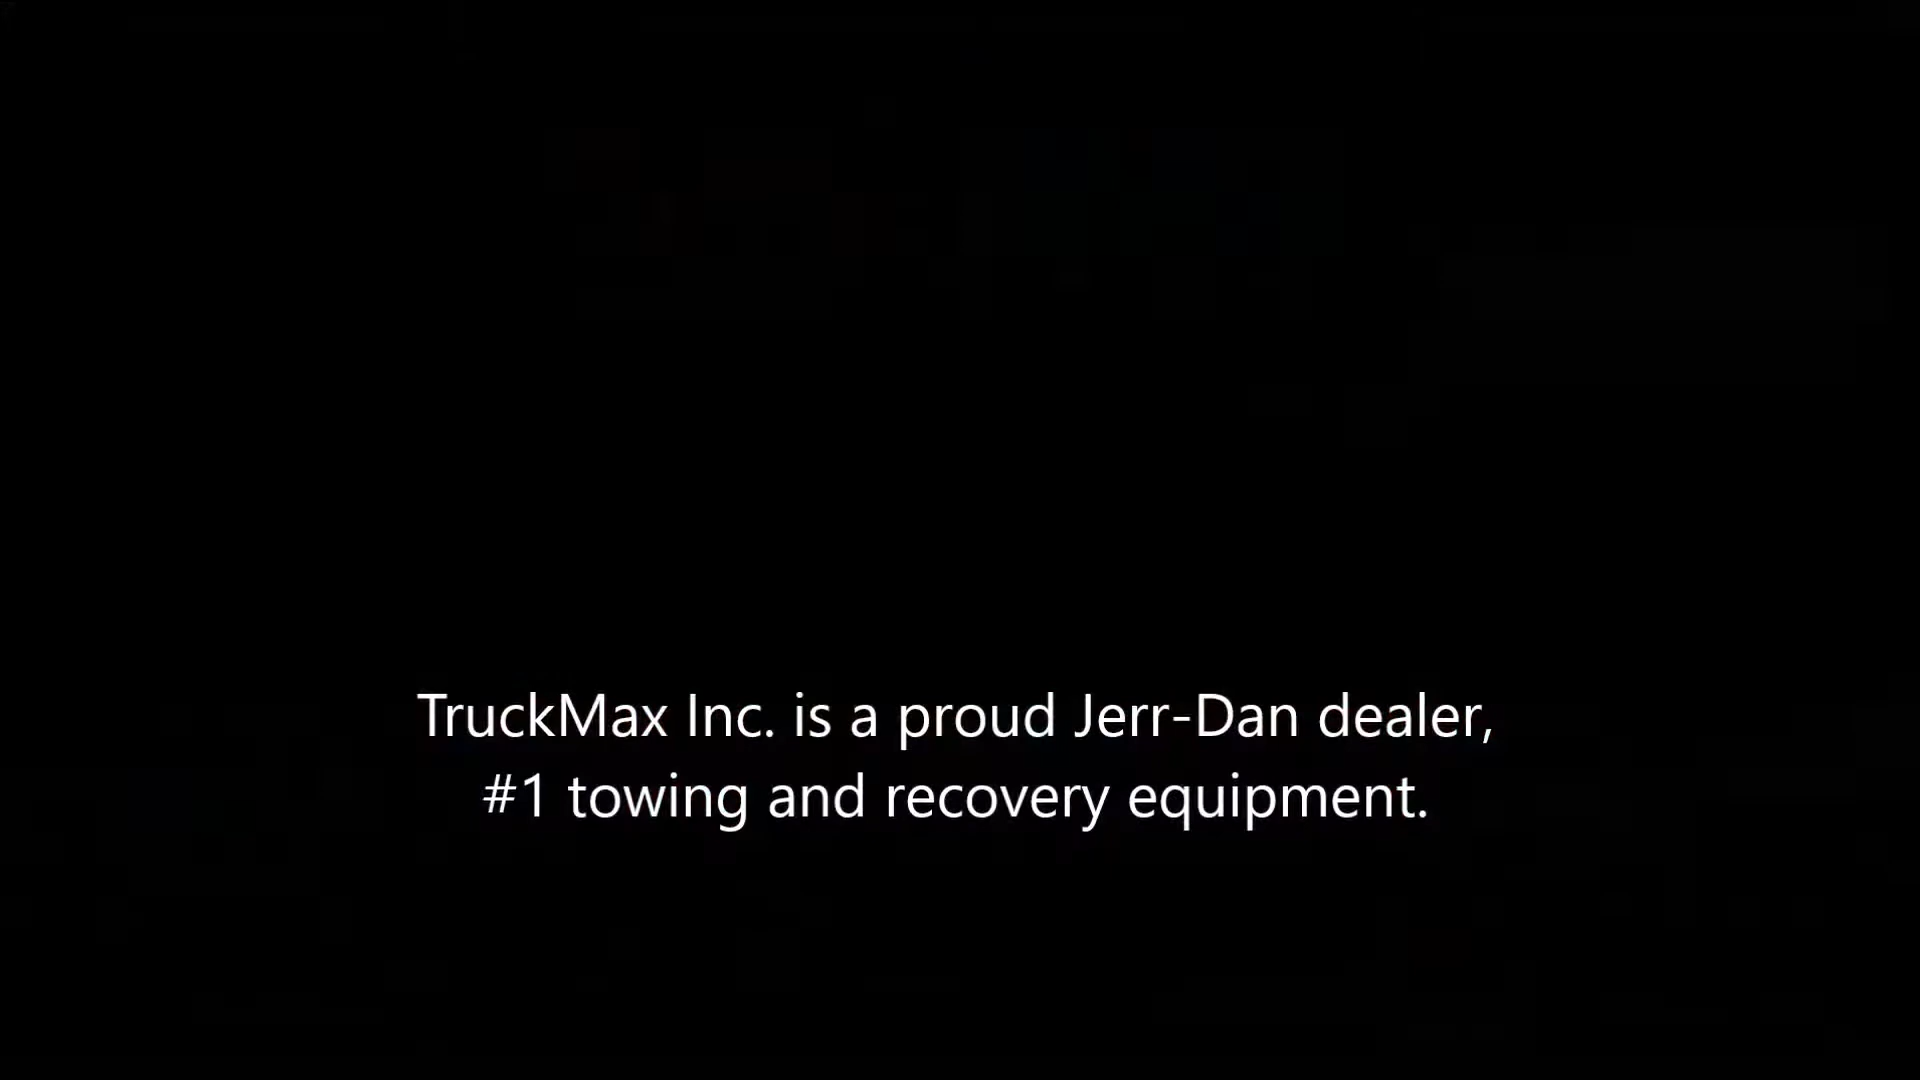 TruckMax Inc. is a proud Jerr-Dan dealer,
#1 towing and recovery equipment.